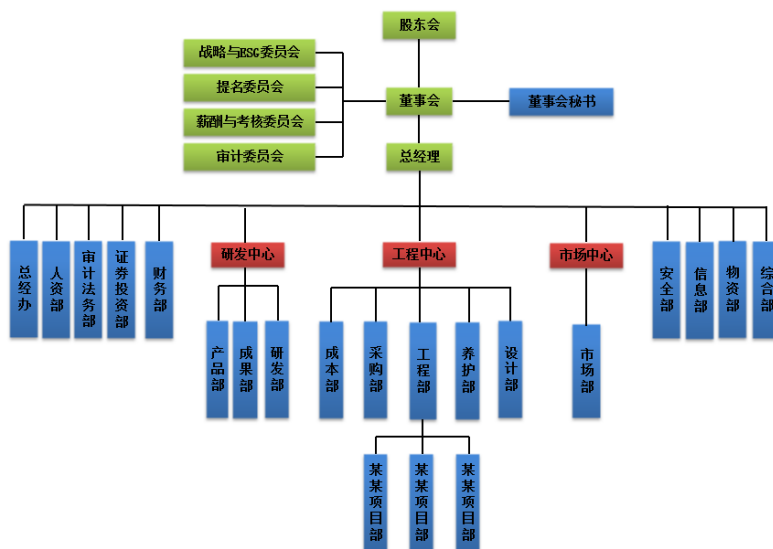 股东会
战略与ESG委员会
提名委员会
董事会
董事会秘书
薪酬与考核委员会
审计委员会
总经理
总经办
人资部
审计法务部
证券投资部
财务部
研发中心
工程中心
市场中心
安全部
信息部
物资部
综合部
产品部
成果部
研发部
成本部
采购部
工程部
养护部
设计部
市场部
某某项目部
某某项目部
某某项目部